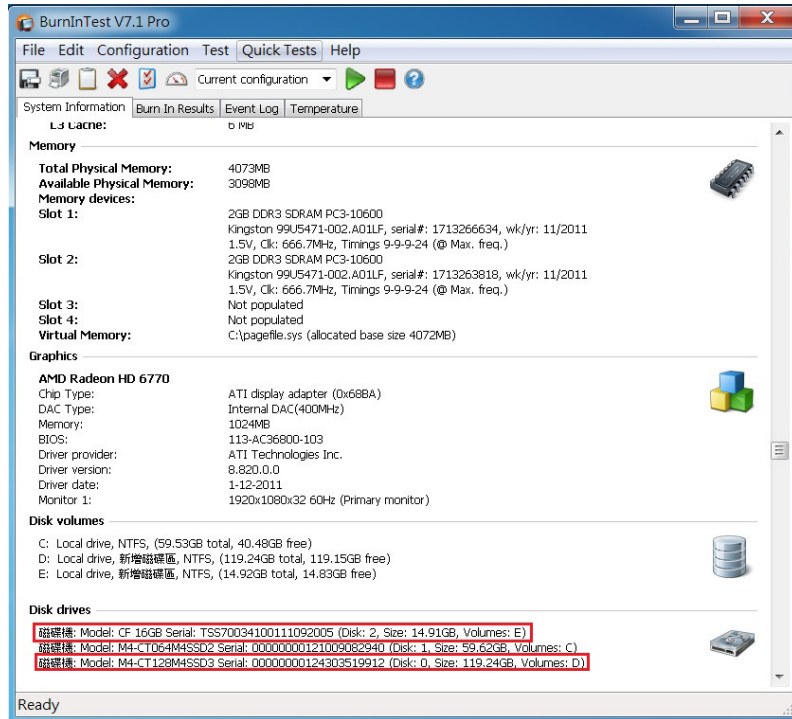 BurnInTest V7.1 Pro
File Edit Configuration Test Quick Tests Help
Current configuration
System Information Burn In Results Event Log Temperature
L3 Cache: 6 MB
Memory
Total Physical Memory: 4073MB
Available Physical Memory: 3098MB
Memory devices:
Slot 1: 2GB DDR3 SDRAM PC3-10600
Kingston 99U5471-002.A01LF, serial#: 1713266634, wk/yr: 11/2011
1.5V, Clk: 666.7MHz, Timings 9-9-9-24 (@ Max. freq.)
Slot 2: 2GB DDR3 SDRAM PC3-10600
Kingston 99U5471-002.A01LF, serial#: 1713263818, wk/yr: 11/2011
1.5V, Clk: 666.7MHz, Timings 9-9-9-24 (@ Max. freq.)
Slot 3: Not populated
Slot 4: Not populated
Virtual Memory: C:\pagefile.sys (allocated base size 4072MB)
Graphics
AMD Radeon HD 6770
Chip Type: ATI display adapter (0x68BA)
DAC Type: Internal DAC(400MHz)
Memory: 1024MB
BIOS: 113-AC36800-103
Driver provider: ATI Technologies Inc.
Driver version: 8.820.0.0
Driver date: 1-12-2011
Monitor 1: 1920x1080x32 60Hz (Primary monitor)
Disk volumes
C: Local drive, NTFS, (59.53GB total, 40.48GB free)
D: Local drive, 新增磁碟區, NTFS, (119.24GB total, 119.15GB free)
E: Local drive, 新增磁碟區, NTFS, (14.92GB total, 14.83GB free)
Disk drives
磁碟機: Model: CF 16GB Serial: TSS70034100111092005 (Disk: 2, Size: 14.91GB, Volumes: E)
磁碟機: Model: M4-CT064M4SSD2 Serial: 00000000121009082940 (Disk: 1, Size: 59.62GB, Volumes: C)
磁碟機: Model: M4-CT128M4SSD3 Serial: 00000000124303519912 (Disk: 0, Size: 119.24GB, Volumes: D)
Ready